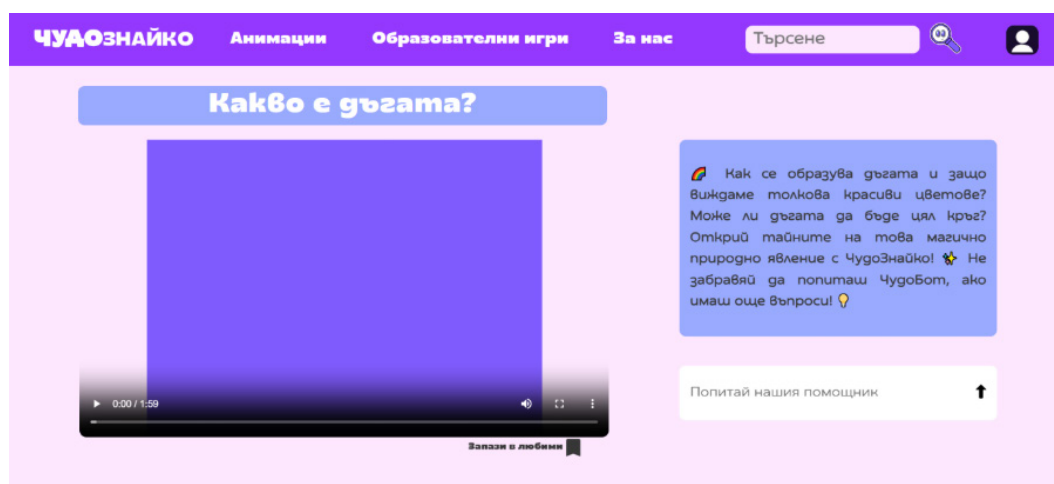 ЧУДОЗНАЙКО Анимации Образователни игри За нас Търсене
Какво е дъгата?
Как се образува дъгата и защо
виждаме толкова красиви цветове?
Може ли дъгата да бъде цял кръг?
Открий тайните на това магично
природно явление с ЧудоЗнайко! Не
забравяй да попиташ ЧудоБот, ако
имаш още въпроси!
Попитай нашия помощник
0:00 / 1:59
Запази в любими